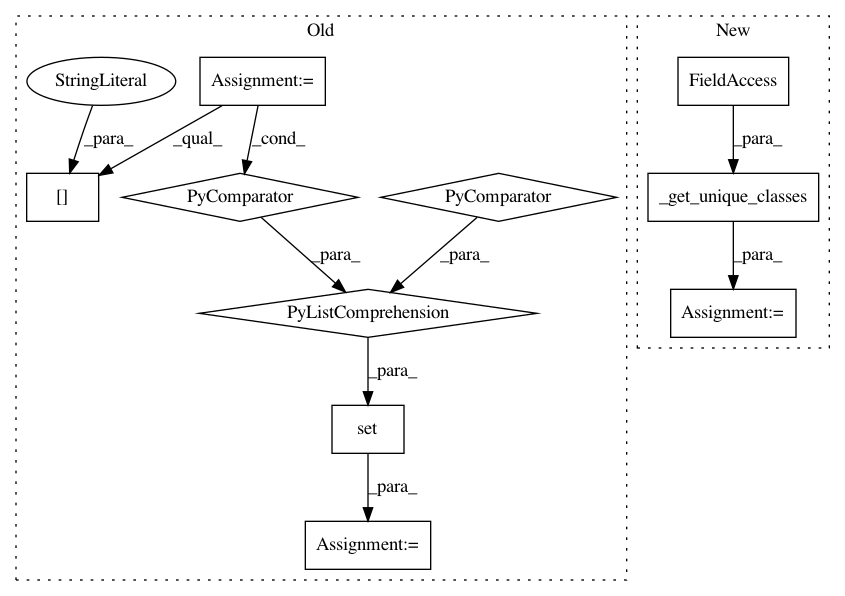 Old
New
StringLiteral
Assignment:=
FieldAccess
_para_
_qual_
_cond_
_para_
[]
PyComparator
PyComparator
_get_unique_classes
_para_
_para_
_para_
PyListComprehension
Assignment:=
_para_
set
_para_
Assignment:=